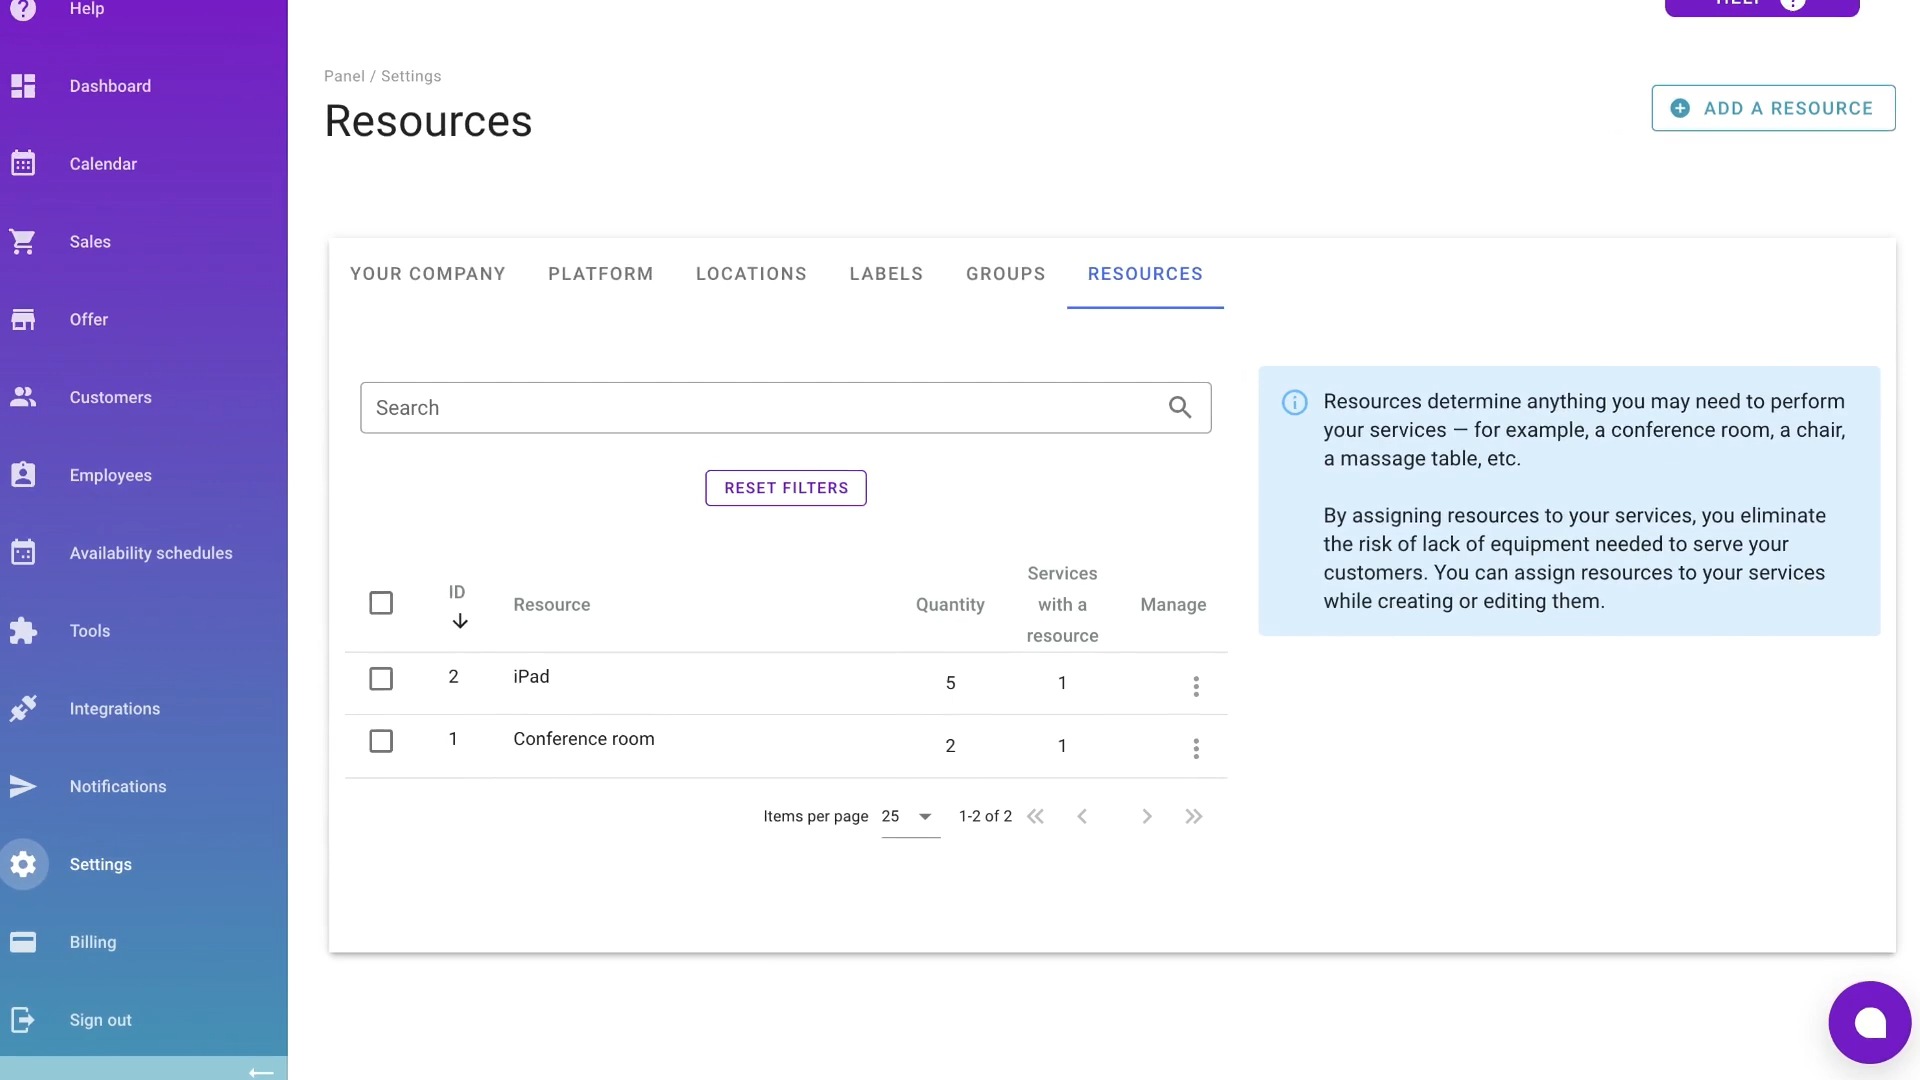 Help
Dashboard
Calendar
Sales
Offer
Customers
Employees
Availability schedules
Tools
Integrations
Notifications
Settings
Billing
Sign out
HELP
Panel / Settings
Resources
ADD A RESOURCE
YOUR COMPANY PLATFORM LOCATIONS LABELS GROUPS RESOURCES
Search
RESET FILTERS
ID Resource Quantity Services with a resource Manage
2 iPad 5 1
1 Conference room 2 1
Items per page 25 1-2 of 2
Resources determine anything you may need to perform
your services — for example, a conference room, a chair,
a massage table, etc.
By assigning resources to your services, you eliminate
the risk of lack of equipment needed to serve your
customers. You can assign resources to your services
while creating or editing them.